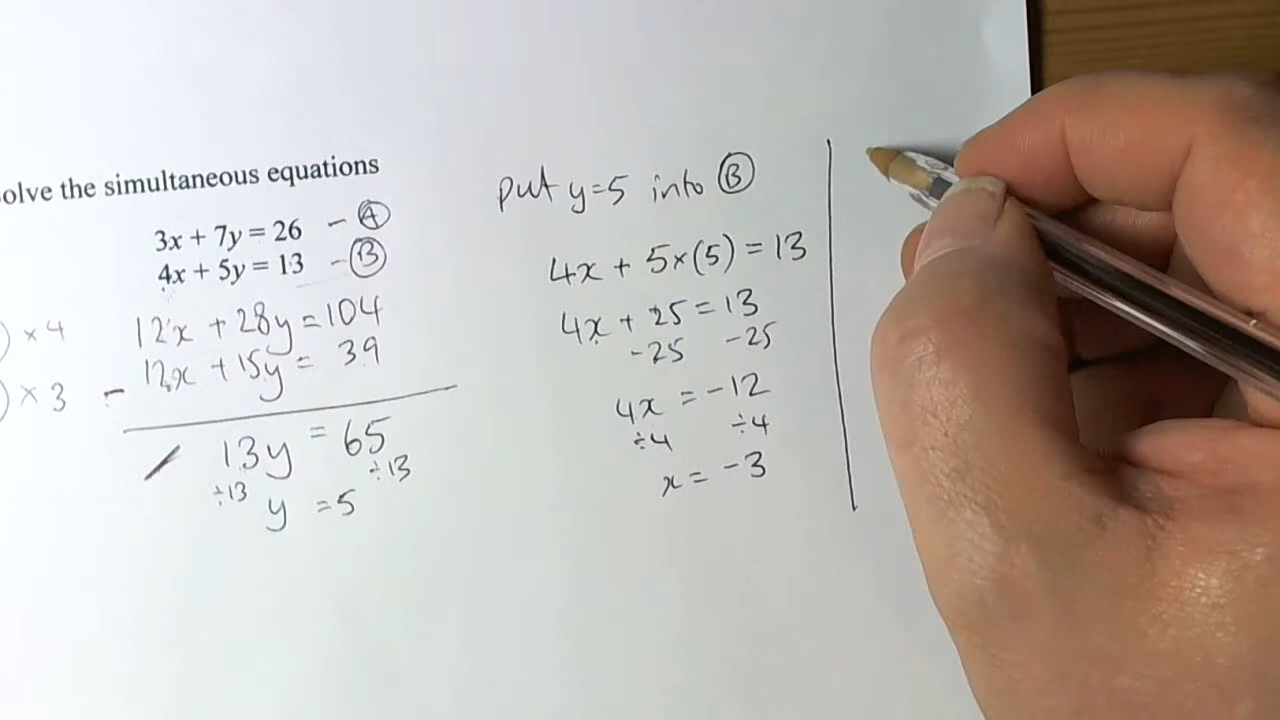 olve the simultaneous equations
3x + 7y = 26 - A
4x + 5y = 13 - B
) × 4 12x + 28y = 104
) × 3 - 12x + 15y = 39
13y = 65
÷13 ÷13
y = 5
put y=5 into B
4x + 5×(5) = 13
4x + 25 = 13
-25 -25
4x = -12
÷4 ÷4
x = -3